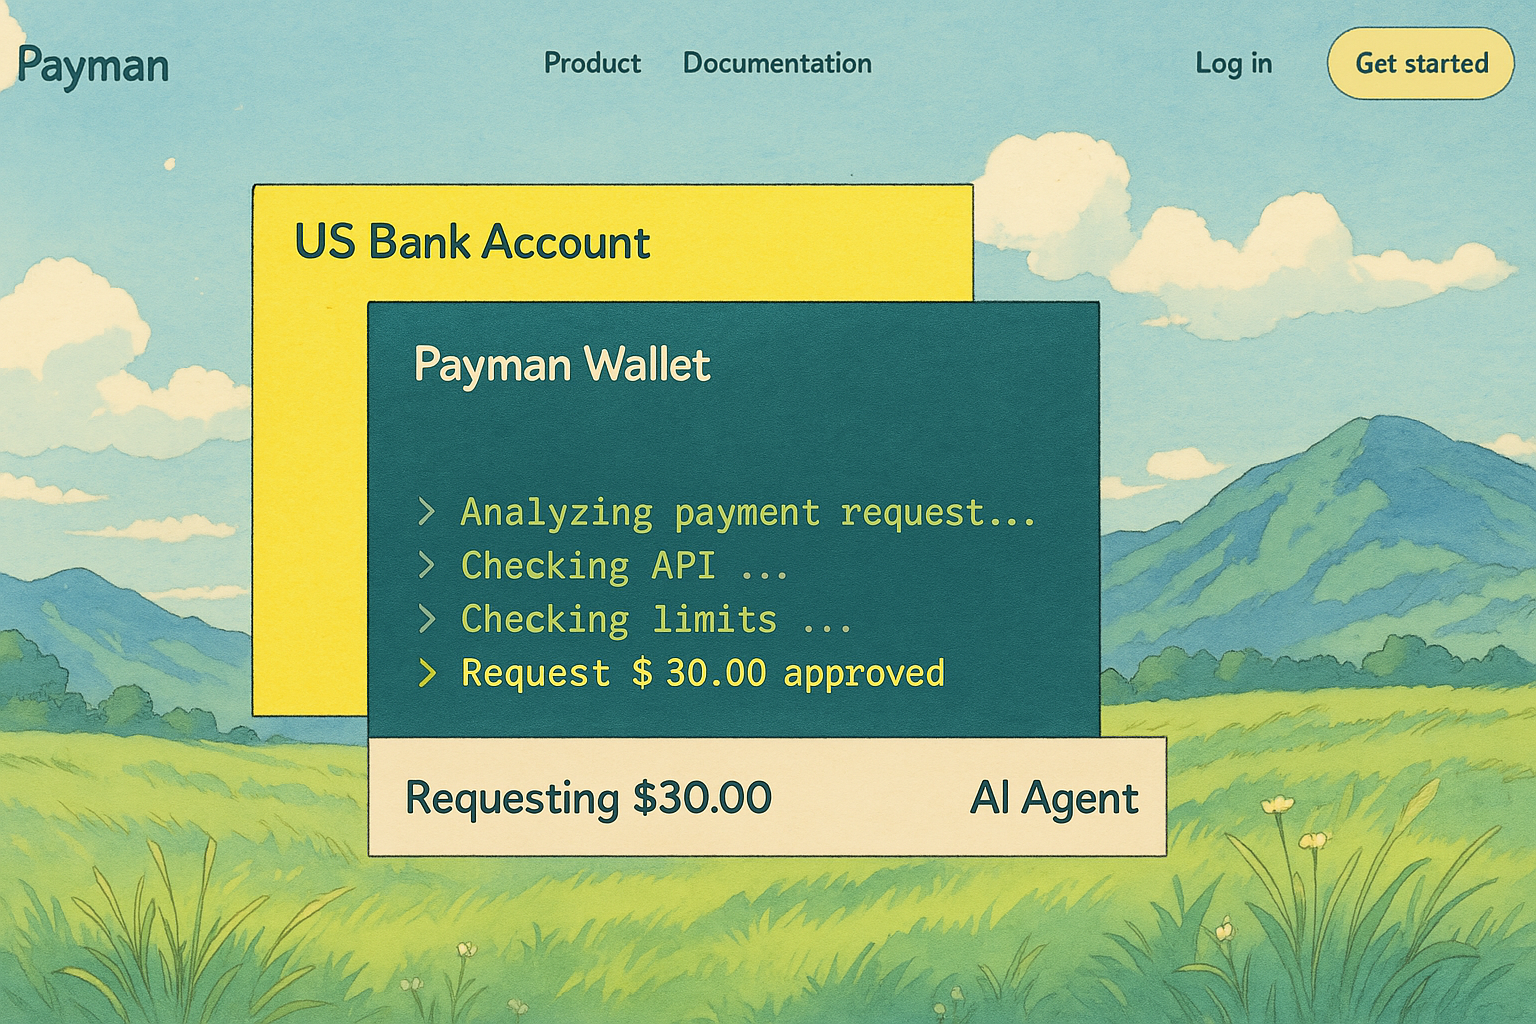 Payman
Product
Documentation
Log in
Get started
US Bank Account
Payman Wallet
> Analyzing payment request...
> Checking API ...
> Checking limits ...
> Request $ 30.00 approved
Requesting $30.00
AI Agent